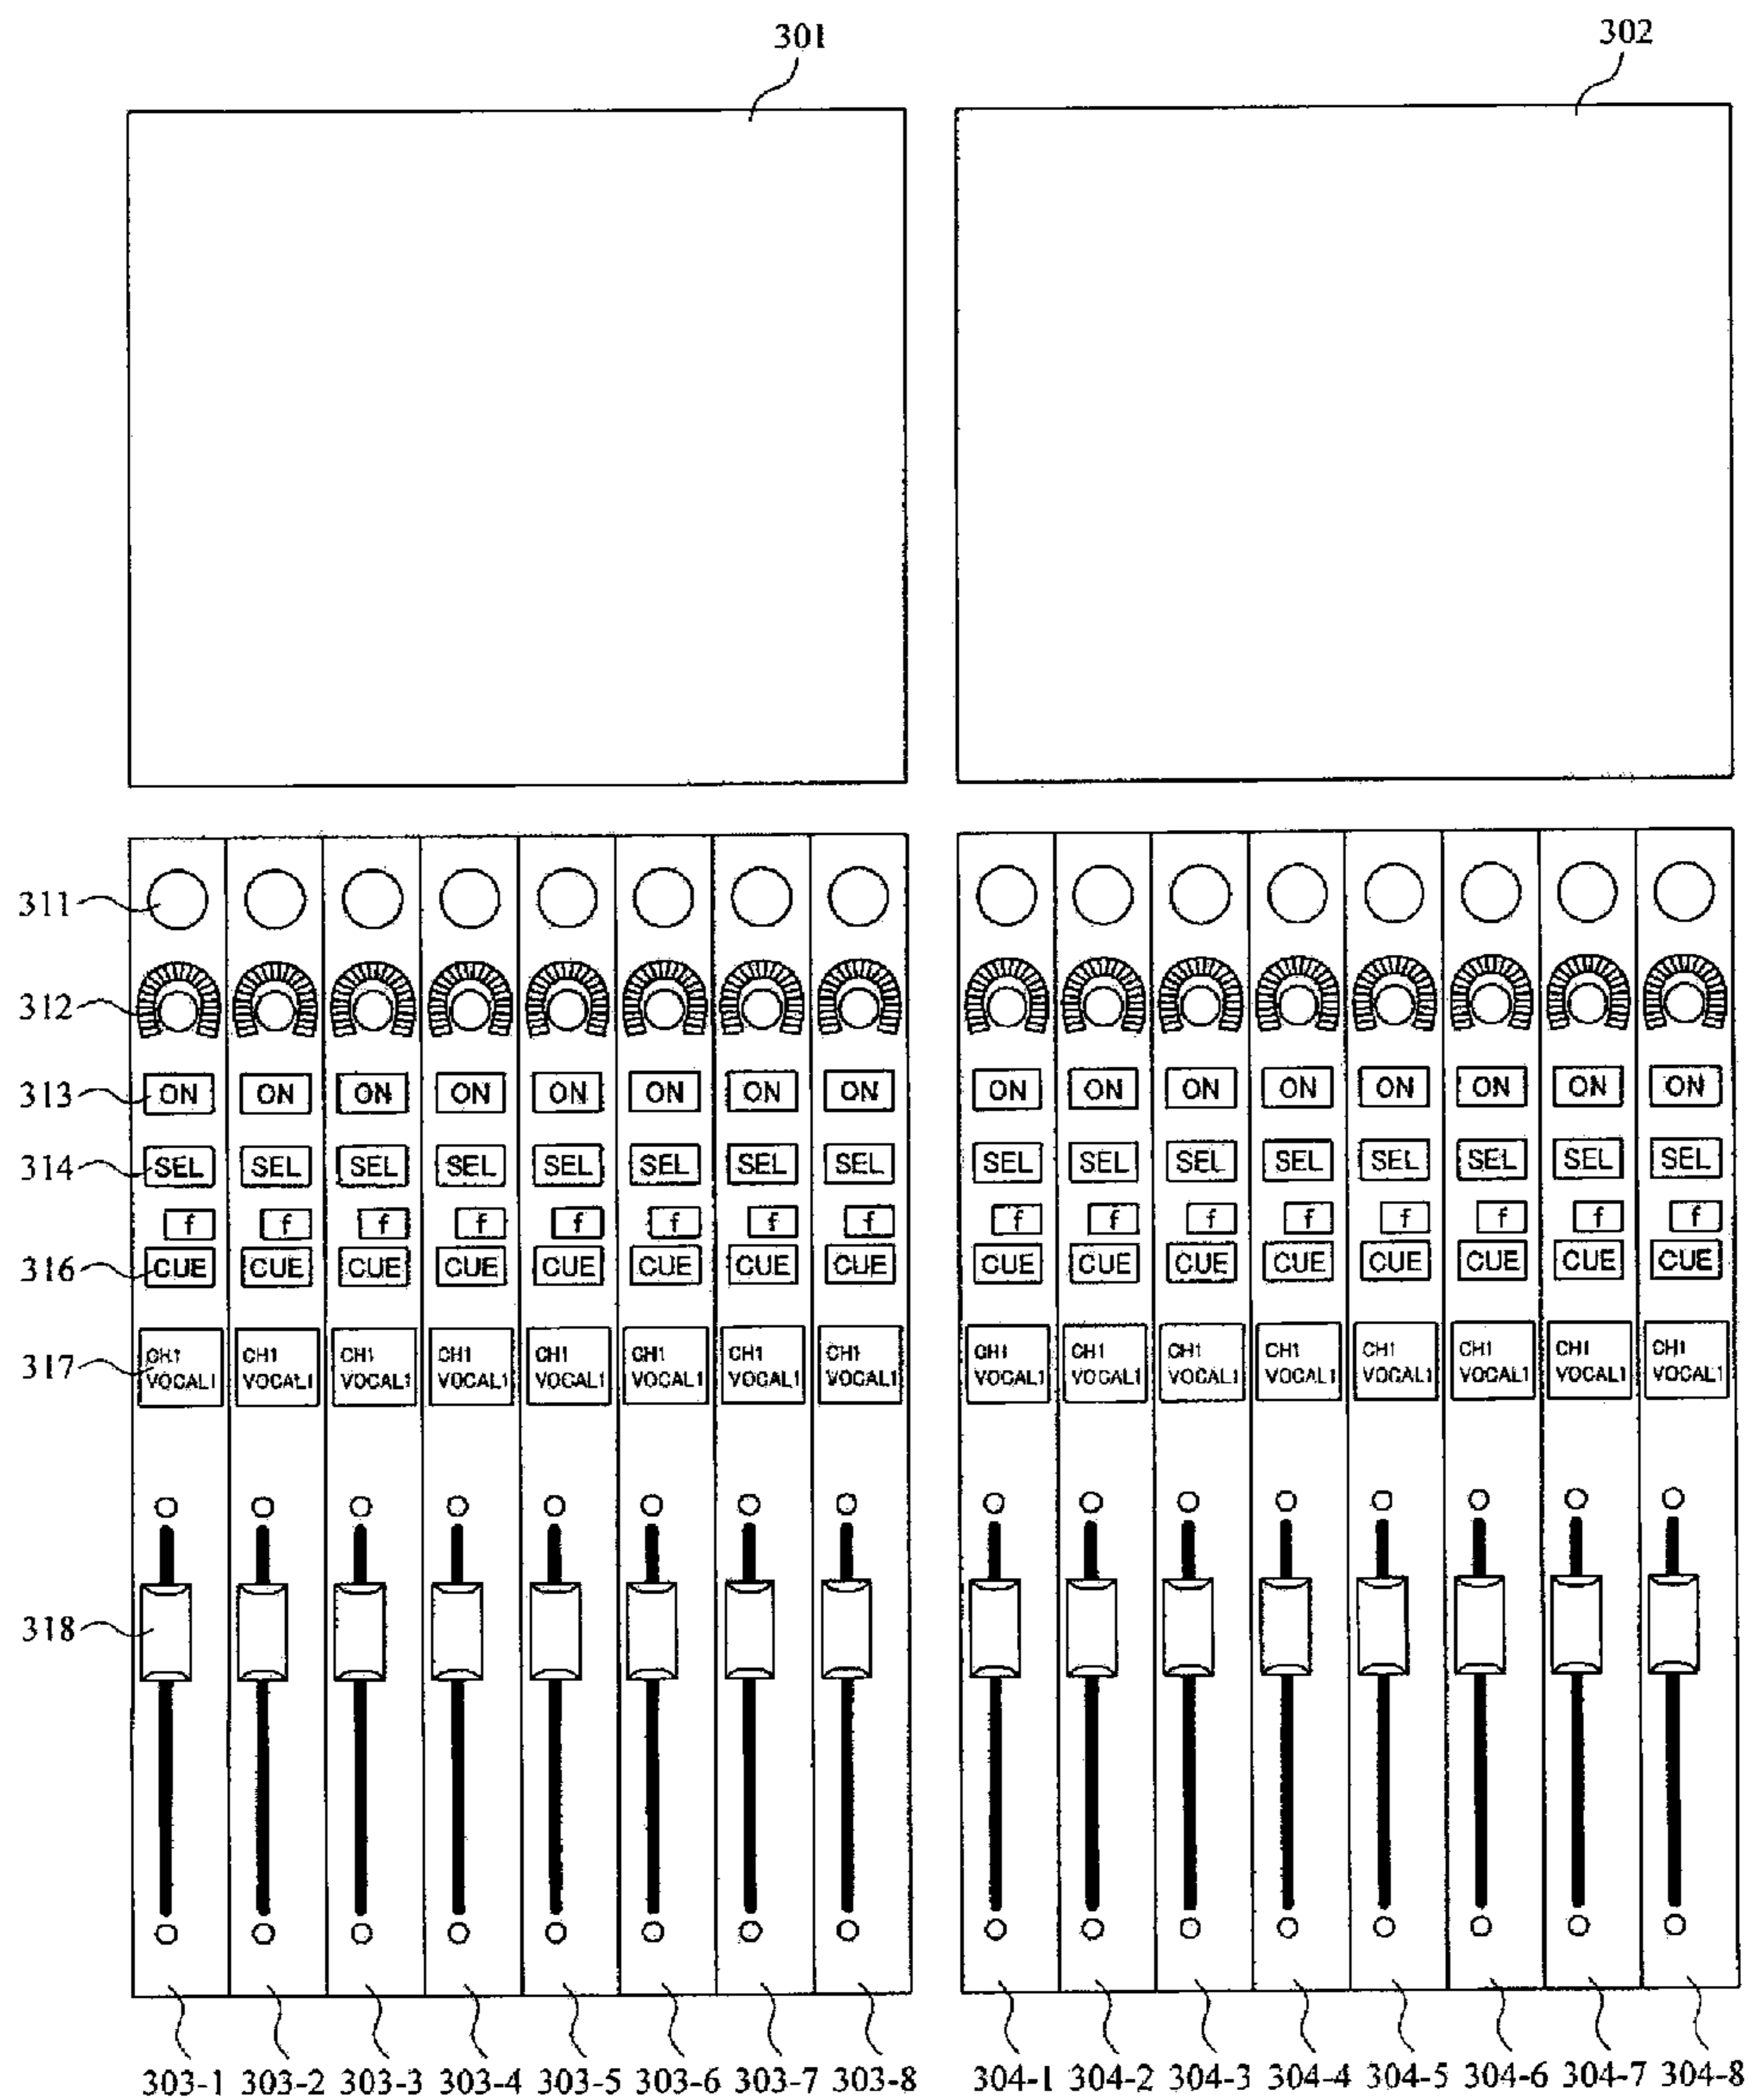 301 302
311
312
313 ON ON ON ON ON ON ON ON ON ON ON ON ON ON ON ON
314 SEL SEL SEL SEL SEL SEL SEL SEL SEL SEL SEL SEL SEL SEL SEL SEL
f f f f f f f f f f f f f f f f
316 CUE CUE CUE CUE CUE CUE CUE CUE CUE CUE CUE CUE CUE CUE CUE CUE
CH1 CH1 CH1 CH1 CH1 CH1 CH1 CH1 CH1 CH1 CH1 CH1 CH1 CH1 CH1 CH1
317 VOCAL1 VOCAL1 VOCAL1 VOCAL1 VOCAL1 VOCAL1 VOCAL1 VOCAL1 VOCAL1 VOCAL1 VOCAL1 VOCAL1 VOCAL1 VOCAL1 VOCAL1 VOCAL1
318
303-1 303-2 303-3 303-4 303-5 303-6 303-7 303-8 304-1 304-2 304-3 304-4 304-5 304-6 304-7 304-8